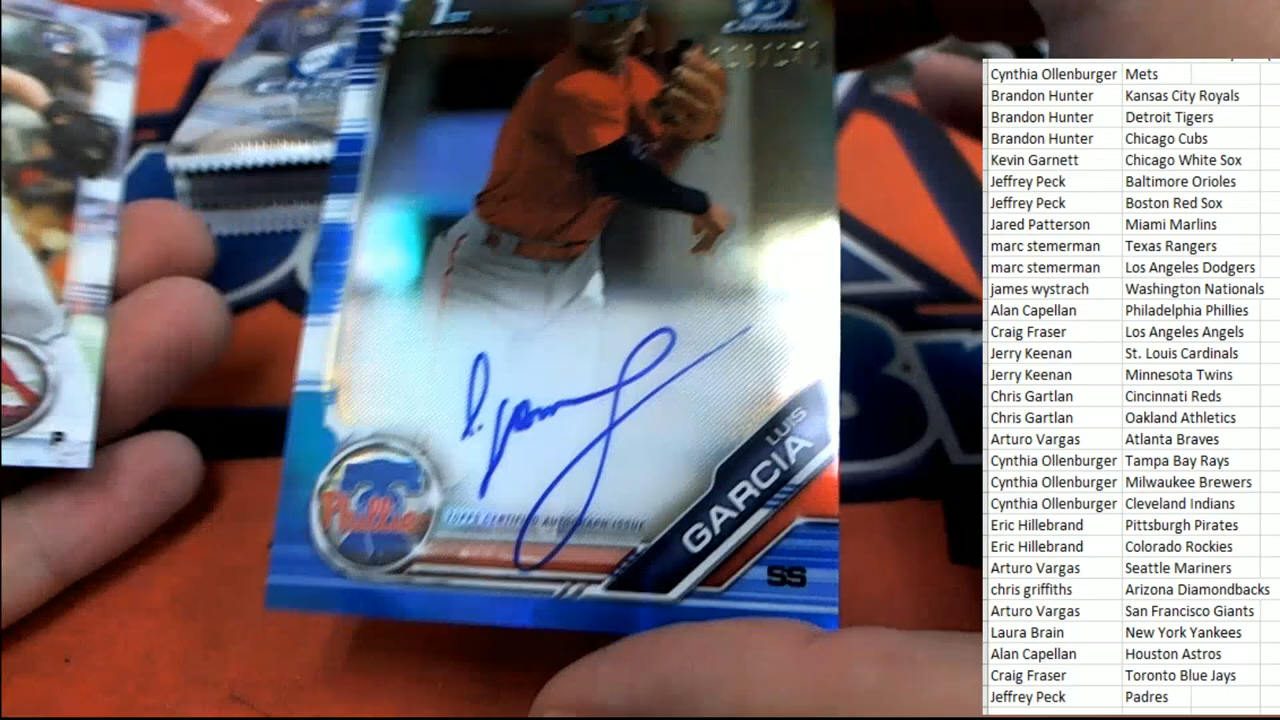 1ST
Phillies
TOPPS CERTIFIED AUTOGRAPH ISSUE
LUIS
GARCIA
SS
P
Cynthia Ollenburger Mets
Brandon Hunter Kansas City Royals
Brandon Hunter Detroit Tigers
Brandon Hunter Chicago Cubs
Kevin Garnett Chicago White Sox
Jeffrey Peck Baltimore Orioles
Jeffrey Peck Boston Red Sox
Jared Patterson Miami Marlins
marc stemerman Texas Rangers
marc stemerman Los Angeles Dodgers
james wystrach Washington Nationals
Alan Capellan Philadelphia Phillies
Craig Fraser Los Angeles Angels
Jerry Keenan St. Louis Cardinals
Jerry Keenan Minnesota Twins
Chris Gartlan Cincinnati Reds
Chris Gartlan Oakland Athletics
Arturo Vargas Atlanta Braves
Cynthia Ollenburger Tampa Bay Rays
Cynthia Ollenburger Milwaukee Brewers
Cynthia Ollenburger Cleveland Indians
Eric Hillebrand Pittsburgh Pirates
Eric Hillebrand Colorado Rockies
Arturo Vargas Seattle Mariners
chris griffiths Arizona Diamondbacks
Arturo Vargas San Francisco Giants
Laura Brain New York Yankees
Alan Capellan Houston Astros
Craig Fraser Toronto Blue Jays
Jeffrey Peck Padres